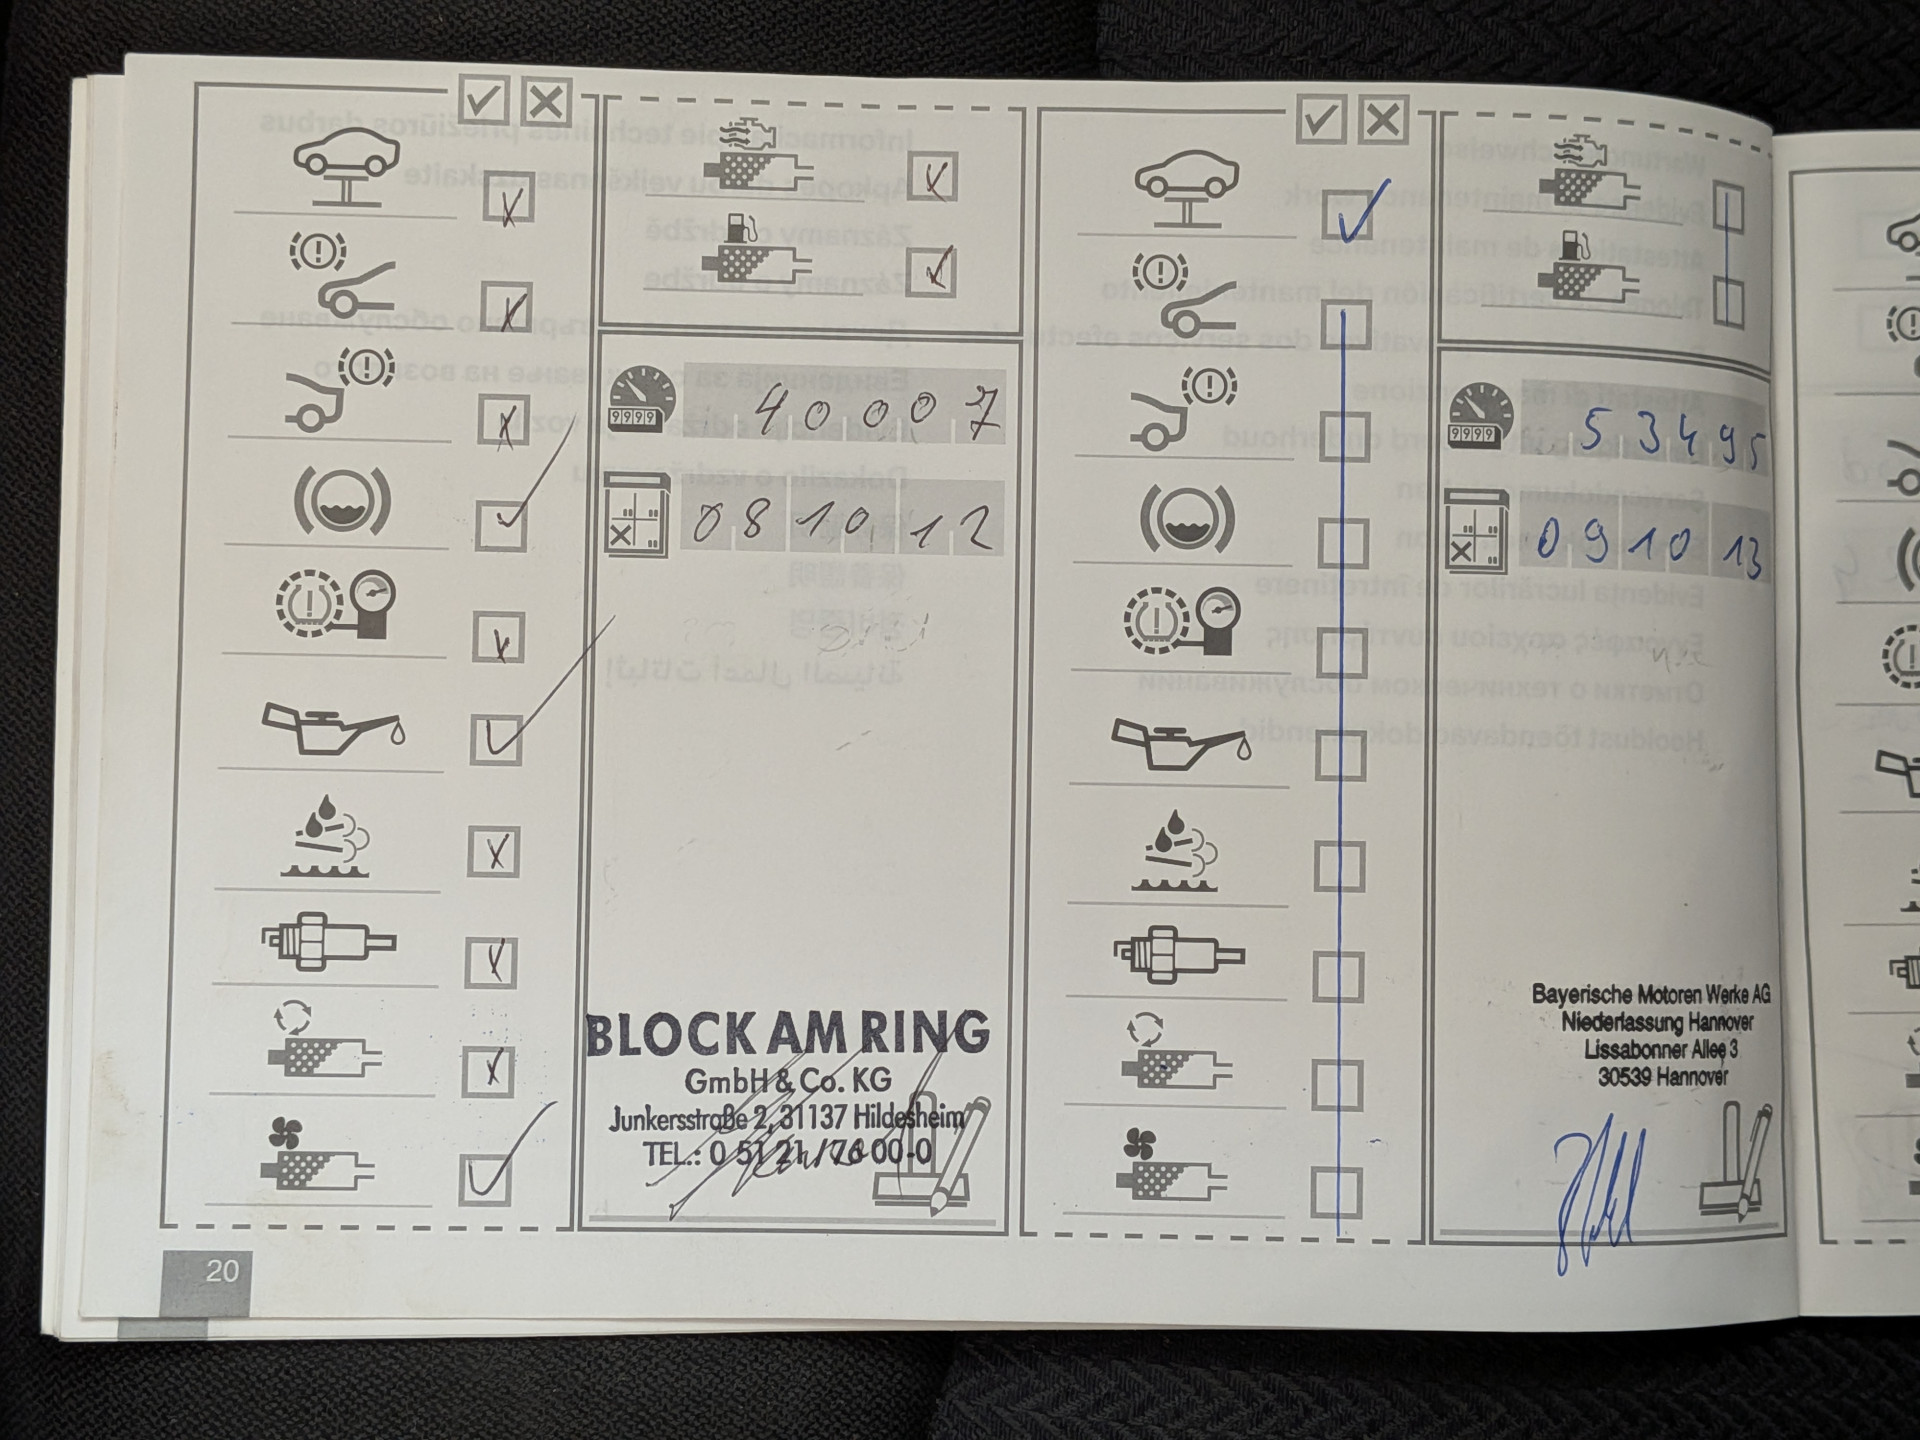 40007
08 10 12
BLOCK AM RING
GmbH & Co. KG
Junkersstraße 2, 31137 Hildesheim
TEL.: 0 51 21 / 76 00-0
53495
09 10 13
Bayerische Motoren Werke AG
Niederlassung Hannover
Lissabonner Allee 3
30539 Hannover
20